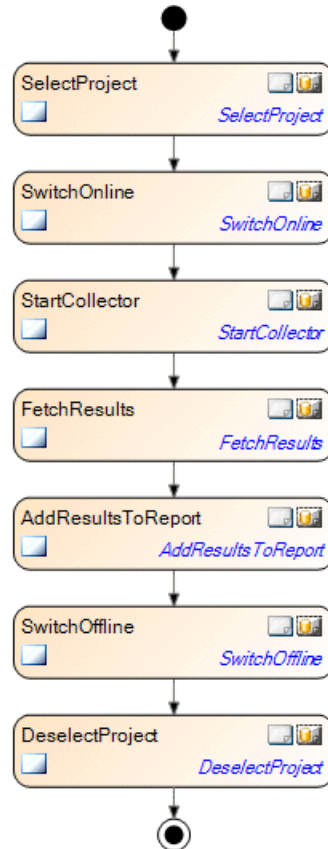 SelectProject
SelectProject
SwitchOnline
SwitchOnline
StartCollector
StartCollector
FetchResults
FetchResults
AddResultsToReport
AddResultsToReport
SwitchOffline
SwitchOffline
DeselectProject
DeselectProject